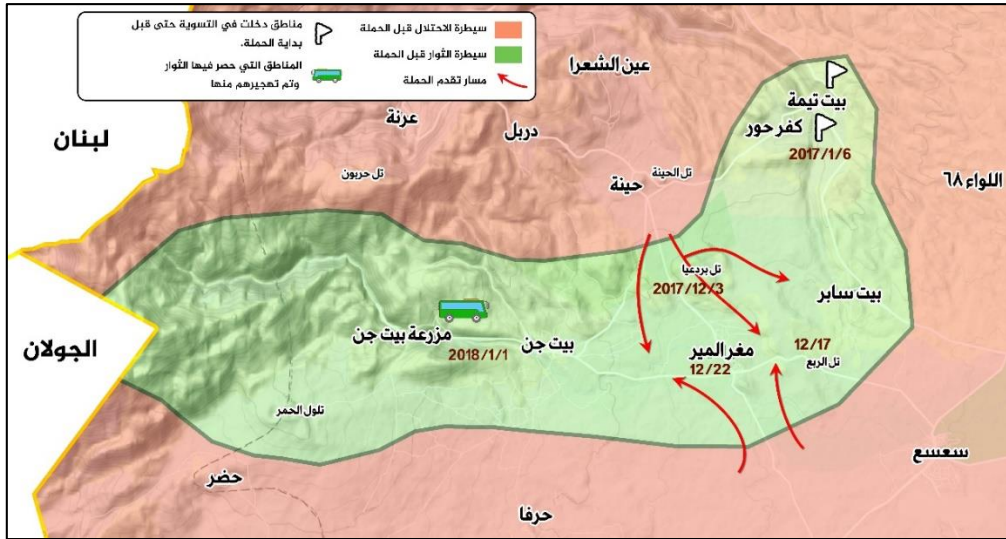 مناطق دخلت في التسوية حتى قبل
بداية الحملة.
المناطق التي حصر فيها الثوار
وتم تهجيرهم منها
سيطرة الاحتلال قبل الحملة
سيطرة الثوار قبل الحملة
مسار تقدم الحملة
عين الشعرا
بيت تيمة
كفر حور
2017/1/6
لبنان
عرنة
دربل
تل حربون
تل الحينة
حينة
اللواء ٦٨
تل بردعيا
2017/12/3
بيت سابر
الجولان
مزرعة بيت جن
2018/1/1
بيت جن
مغر المير
12/22
12/17
تل الربع
تلول الحمر
سعسع
حضر
حرفا